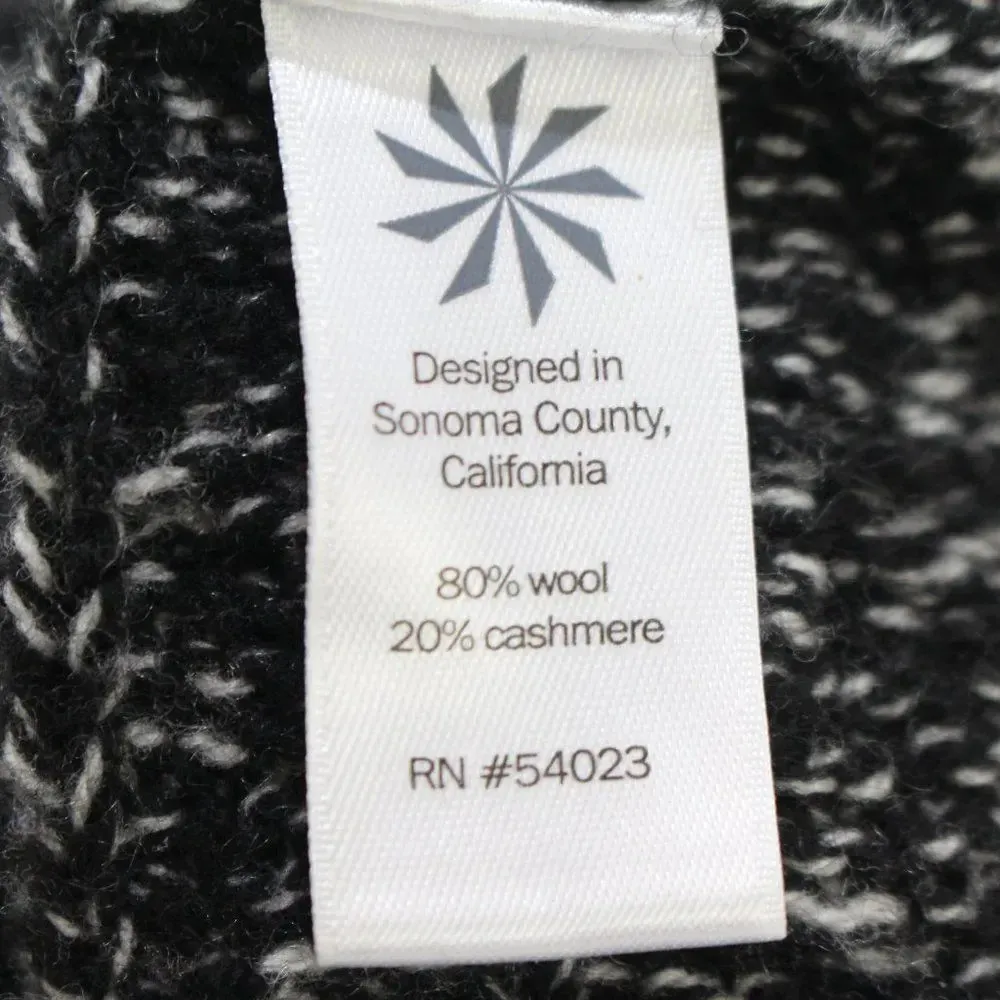 Designed in
Sonoma County,
California
80% wool
20% cashmere
RN #54023